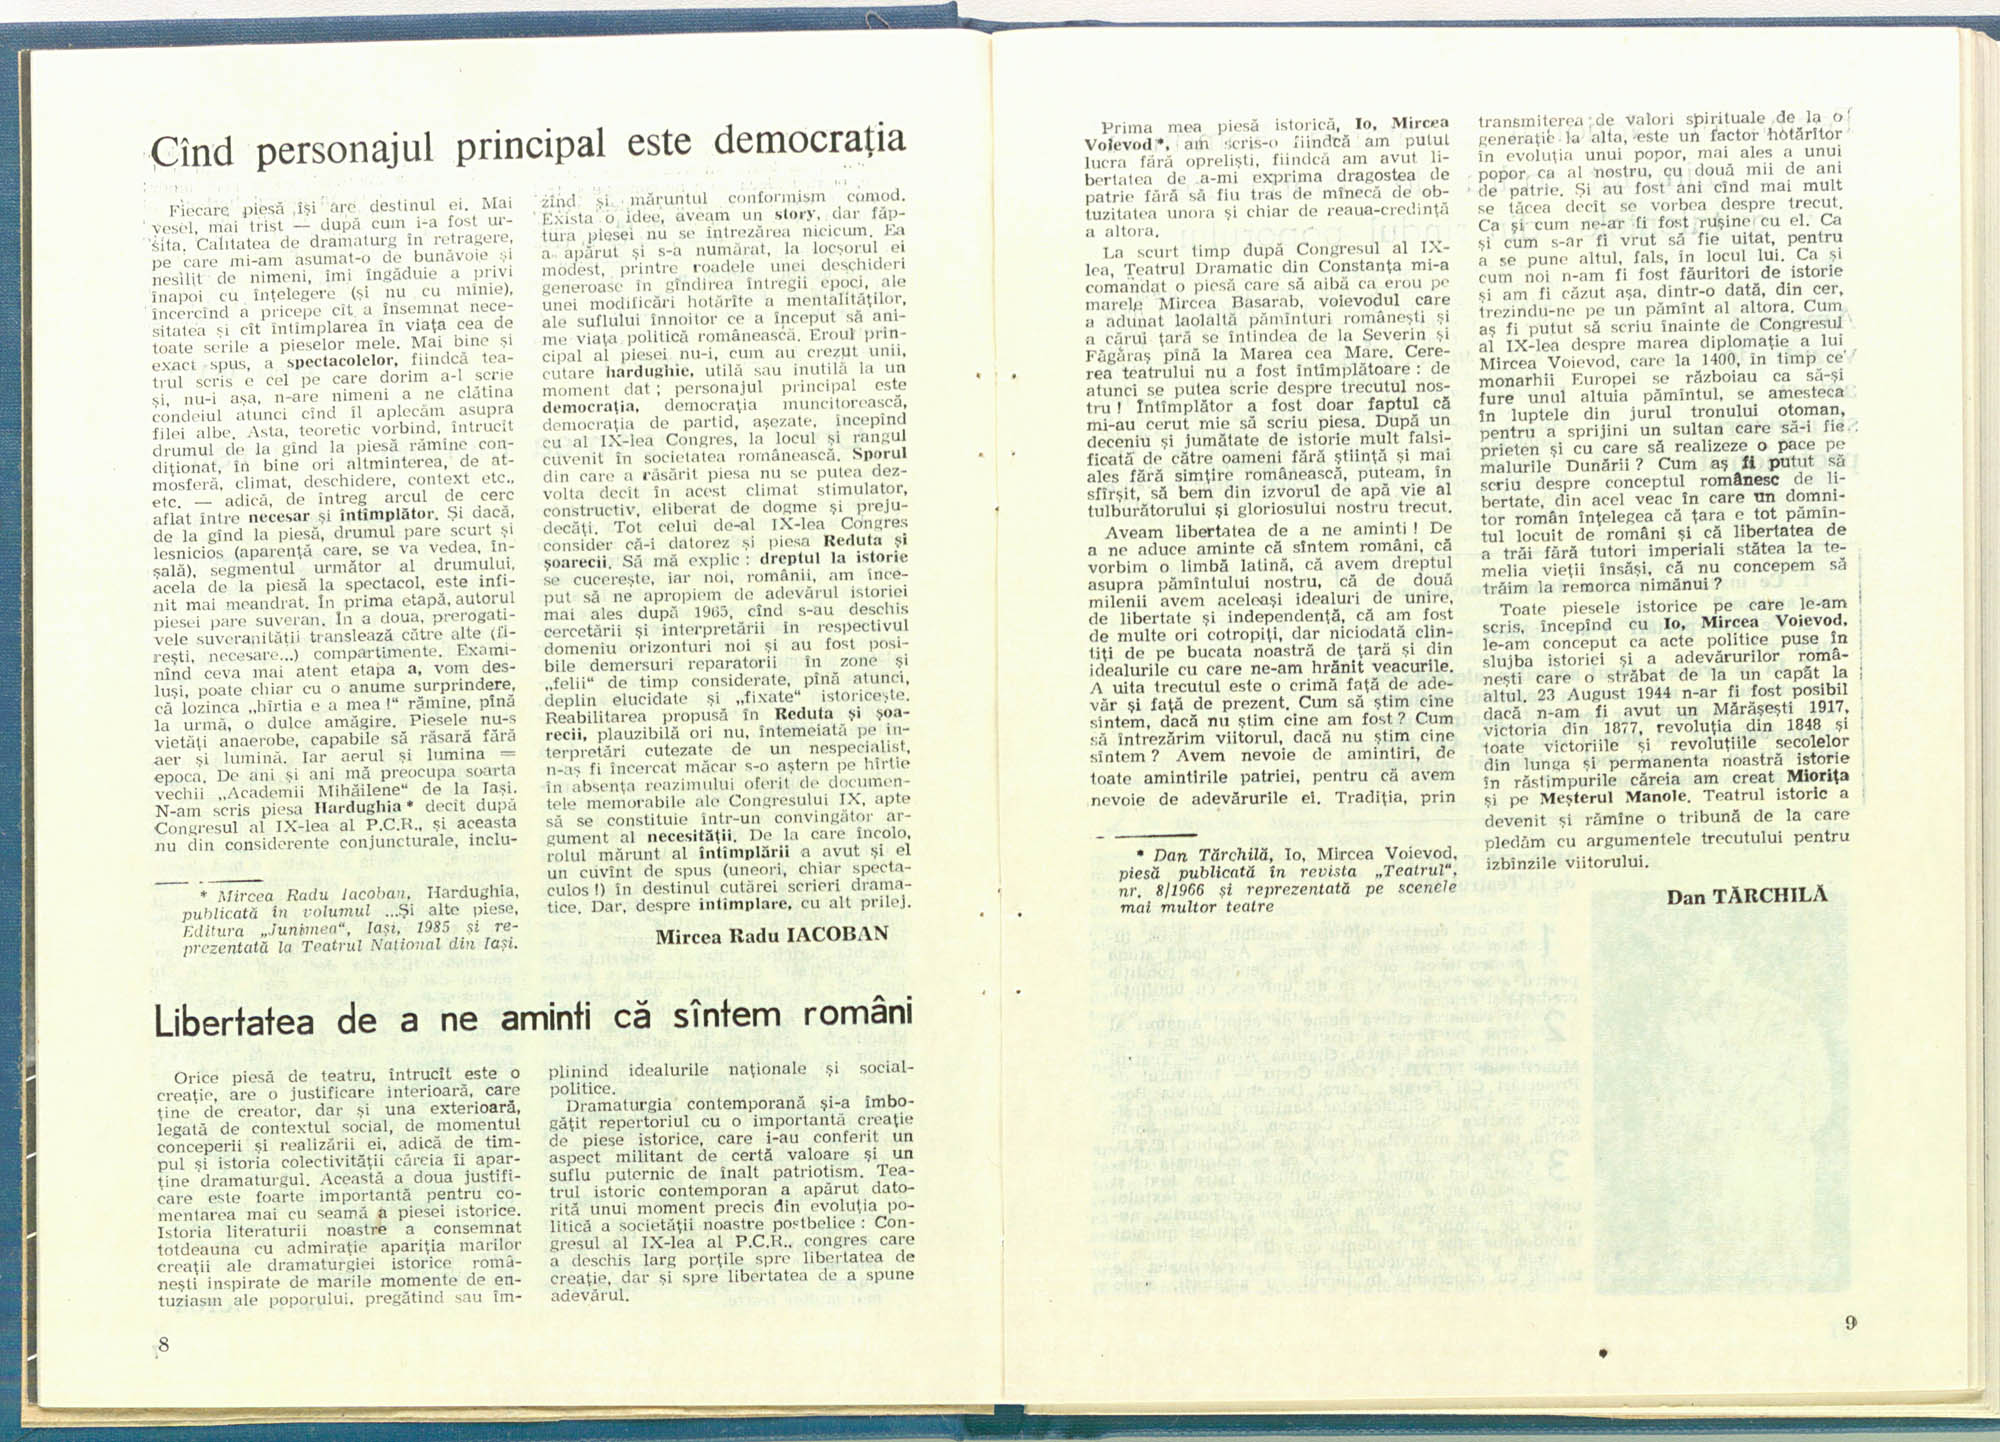 Cînd personajul principal este democrația
Fiecare piesă își are destinul ei. Mai
vesel, mai trist — după cum i-a fost ur-
sita. Calitatea de dramaturg în retragere,
pe care mi-am asumat-o de bunăvoie și
nesilit de nimeni, îmi îngăduie a privi
înapoi cu înțelegere (și nu cu mînie),
încercînd a pricepe cît a însemnat nece-
sitatea și cît întîmplarea în viața cea de
toate serile a pieselor mele. Mai bine și
exact spus, a spectacolelor, fiindcă tea-
trul scris e cel pe care dorim a-l scrie
și, nu-i așa, n-are nimeni a ne clătina
condeiul atunci cînd îl aplecăm asupra
filei albe. Asta, teoretic vorbind, întrucît
drumul de la gînd la piesă rămîne con-
diționat, în bine ori altminterea, de at-
mosferă, climat, deschidere, context etc.,
etc. — adică, de întreg arcul de cerc
aflat între necesar și întîmplător. Și dacă,
de la gînd la piesă, drumul pare scurt și
lesnicios (aparență care, se va vedea, în-
șală), segmentul următor al drumului,
acela de la piesă la spectacol, este infi-
nit mai meandrat. În prima etapă, autorul
piesei pare suveran. În a doua, prerogati-
vele suveranității translează către alte (fi-
rești, necesare...) compartimente. Exami-
nînd ceva mai atent etapa a, vom des-
luși, poate chiar cu o anume surprindere,
că lozinca „hîrtia e a mea !“ rămîne, pînă
la urmă, o dulce amăgire. Piesele nu-s
vietăți anaerobe, capabile să răsară fără
aer și lumină. Iar aerul și lumina =
epoca. De ani și ani mă preocupa soarta
vechii „Academii Mihăilene“ de la Iași.
N-am scris piesa Hardughia * decît după
Congresul al IX-lea al P.C.R., și aceasta
nu din considerente conjuncturale, inclu-
* Mircea Radu Iacoban, Hardughia,
publicată în volumul ...Și alte piese,
Editura „Junimea“, Iași, 1985 și re-
prezentată la Teatrul Național din Iași.
zînd și măruntul conformism comod.
Exista o idee, aveam un story, dar făp-
tura piesei nu se întrezărea nicicum. Ea
a apărut și s-a numărat, la locșorul ei
modest, printre roadele unei deschideri
generoase în gîndirea întregii epoci, ale
unei modificări hotărîte a mentalităților,
ale suflului înnoitor ce a început să ani-
me viața politică românească. Eroul prin-
cipal al piesei nu-i, cum au crezut unii,
cutare hardughie, utilă sau inutilă la un
moment dat ; personajul principal este
democrația, democrația muncitorească,
democrația de partid, așezate, începînd
cu al IX-lea Congres, la locul și rangul
cuvenit în societatea românească. Sporul
din care a răsărit piesa nu se putea dez-
volta decît în acest climat stimulator,
constructiv, eliberat de dogme și preju-
decăți. Tot celui de-al IX-lea Congres
consider că-i datorez și piesa Reduta și
șoarecii. Să mă explic : dreptul la istorie
se cucerește, iar noi, românii, am înce-
put să ne apropiem de adevărul istoriei
mai ales după 1965, cînd s-au deschis
cercetării și interpretării în respectivul
domeniu orizonturi noi și au fost posi-
bile demersuri reparatorii în zone și
„felii“ de timp considerate, pînă atunci,
deplin elucidate și „fixate“ istoricește.
Reabilitarea propusă în Reduta și șoa-
recii, plauzibilă ori nu, întemeiată pe in-
terpretări cutezate de un nespecialist,
n-aș fi încercat măcar s-o aștern pe hîrtie
în absența reazimului oferit de documen-
tele memorabile ale Congresului IX, apte
să se constituie într-un convingător ar-
gument al necesității. De la care încolo,
rolul mărunt al întîmplării a avut și el
un cuvînt de spus (uneori, chiar specta-
culos !) în destinul cutărei scrieri drama-
tice. Dar, despre întîmplare, cu alt prilej.
Mircea Radu IACOBAN
Libertatea de a ne aminti că sîntem români
Orice piesă de teatru, întrucît este o
creație, are o justificare interioară, care
ține de creator, dar și una exterioară,
legată de contextul social, de momentul
conceperii și realizării ei, adică de tim-
pul și istoria colectivității căreia îi apar-
ține dramaturgul. Această a doua justifi-
care este foarte importantă pentru co-
mentarea mai cu seamă a piesei istorice.
Istoria literaturii noastre a consemnat
totdeauna cu admirație apariția marilor
creații ale dramaturgiei istorice româ-
nești inspirate de marile momente de en-
tuziasm ale poporului, pregătind sau îm-
plinind idealurile naționale și social-
politice.
Dramaturgia contemporană și-a îmbo-
gățit repertoriul cu o importantă creație
de piese istorice, care i-au conferit un
aspect militant de certă valoare și un
suflu puternic de înalt patriotism. Tea-
trul istoric contemporan a apărut dato-
rită unui moment precis din evoluția po-
litică a societății noastre postbelice : Con-
gresul al IX-lea al P.C.R., congres care
a deschis larg porțile spre libertatea de
creație, dar și spre libertatea de a spune
adevărul.
8
Prima mea piesă istorică, Io, Mircea
Voievod*, am scris-o fiindcă am putut
lucra fără opreliști, fiindcă am avut li-
bertatea de a-mi exprima dragostea de
patrie fără să fiu tras de mînecă de ob-
tuzitatea unora și chiar de reaua-credință
a altora.
La scurt timp după Congresul al IX-
lea, Teatrul Dramatic din Constanța mi-a
comandat o piesă care să aibă ca erou pe
marele Mircea Basarab, voievodul care
a adunat laolaltă pămînturi românești și
a cărui țară se întindea de la Severin și
Făgăraș pînă la Marea cea Mare. Cere-
rea teatrului nu a fost întîmplătoare : de
atunci se putea scrie despre trecutul nos-
tru ! Întîmplător a fost doar faptul că
mi-au cerut mie să scriu piesa. După un
deceniu și jumătate de istorie mult falsi-
ficată de către oameni fără știință și mai
ales fără simțire românească, puteam, în
sfîrșit, să bem din izvorul de apă vie al
tulburătorului și gloriosului nostru trecut.
Aveam libertatea de a ne aminti ! De
a ne aduce aminte că sîntem români, că
vorbim o limbă latină, că avem dreptul
asupra pămîntului nostru, că de două
milenii avem aceleași idealuri de unire,
de libertate și independență, că am fost
de multe ori cotropiți, dar niciodată clin-
tiți de pe bucata noastră de țară și din
idealurile cu care ne-am hrănit veacurile.
A uita trecutul este o crimă față de ade-
văr și față de prezent. Cum să știm cine
sîntem, dacă nu știm cine am fost ? Cum
să întrezărim viitorul, dacă nu știm cine
sîntem ? Avem nevoie de amintiri, de
toate amintirile patriei, pentru că avem
nevoie de adevărurile ei. Tradiția, prin
* Dan Tărchilă, Io, Mircea Voievod,
piesă publicată în revista „Teatrul“,
nr. 8/1966 și reprezentată pe scenele
mai multor teatre
transmiterea de valori spirituale de la o
generație la alta, este un factor hotărîtor
în evoluția unui popor, mai ales a unui
popor ca al nostru, cu două mii de ani
de patrie. Și au fost ani cînd mai mult
se tăcea decît se vorbea despre trecut.
Ca și cum ne-ar fi fost rușine cu el. Ca
și cum s-ar fi vrut să fie uitat, pentru
a se pune altul, fals, în locul lui. Ca și
cum noi n-am fi fost făuritori de istorie
și am fi căzut așa, dintr-o dată, din cer,
trezindu-ne pe un pămînt al altora. Cum
aș fi putut să scriu înainte de Congresul
al IX-lea despre marea diplomație a lui
Mircea Voievod, care la 1400, în timp ce
monarhii Europei se războiau ca să-și
fure unul altuia pămîntul, se amesteca
în luptele din jurul tronului otoman,
pentru a sprijini un sultan care să-i fie
prieten și cu care să realizeze o pace pe
malurile Dunării ? Cum aș fi putut să
scriu despre conceptul românesc de li-
bertate, din acel veac în care un domni-
tor român înțelegea că țara e tot pămîn-
tul locuit de români și că libertatea de
a trăi fără tutori imperiali stătea la te-
melia vieții însăși, că nu concepem să
trăim la remorca nimănui ?
Toate piesele istorice pe care le-am
scris, începînd cu Io, Mircea Voievod,
le-am conceput ca acte politice puse în
slujba istoriei și a adevărurilor româ-
nești care o străbat de la un capăt la
altul. 23 August 1944 n-ar fi fost posibil
dacă n-am fi avut un Mărășești 1917,
victoria din 1877, revoluția din 1848 și
toate victoriile și revoluțiile secolelor
din lunga și permanenta noastră istorie
în răstimpurile căreia am creat Miorița
și pe Meșterul Manole. Teatrul istoric a
devenit și rămîne o tribună de la care
pledăm cu argumentele trecutului pentru
izbînzile viitorului.
Dan TĂRCHILĂ
9